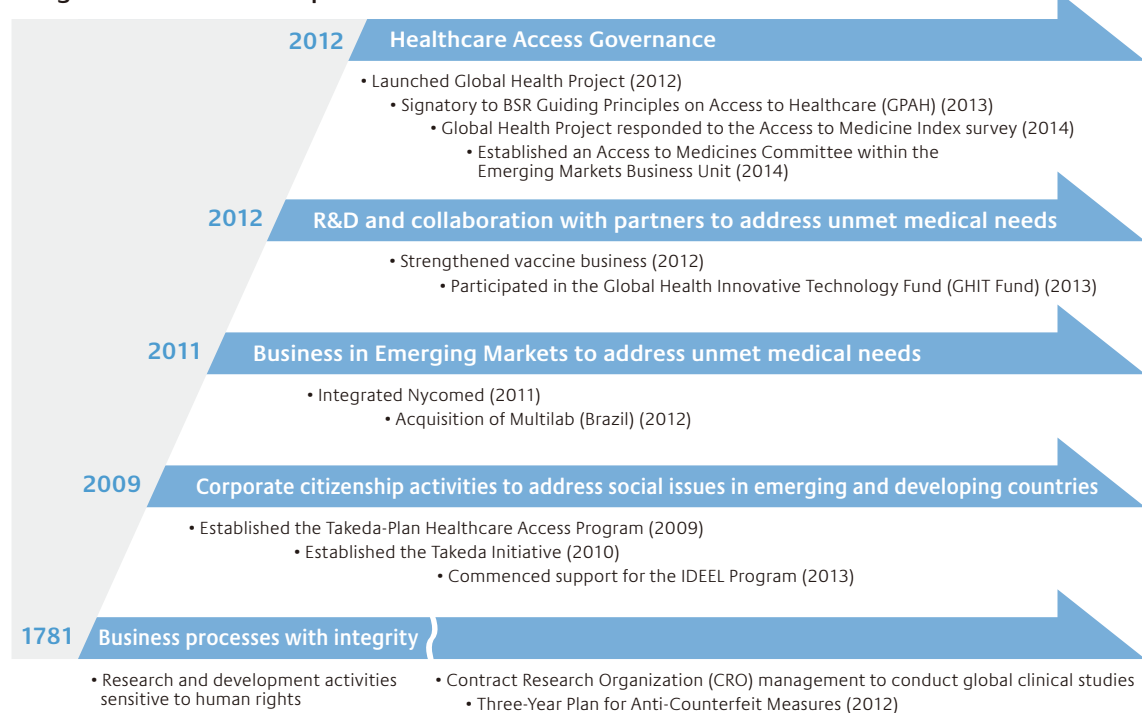 2012 Healthcare Access Governance
• Launched Global Health Project (2012)
• Signatory to BSR Guiding Principles on Access to Healthcare (GPAH) (2013)
• Global Health Project responded to the Access to Medicine Index survey (2014)
• Established an Access to Medicines Committee within the
Emerging Markets Business Unit (2014)
2012 R&D and collaboration with partners to address unmet medical needs
• Strengthened vaccine business (2012)
• Participated in the Global Health Innovative Technology Fund (GHIT Fund) (2013)
2011 Business in Emerging Markets to address unmet medical needs
• Integrated Nycomed (2011)
• Acquisition of Multilab (Brazil) (2012)
2009 Corporate citizenship activities to address social issues in emerging and developing countries
• Established the Takeda-Plan Healthcare Access Program (2009)
• Established the Takeda Initiative (2010)
• Commenced support for the IDEEL Program (2013)
1781 Business processes with integrity
• Research and development activities
sensitive to human rights
• Contract Research Organization (CRO) management to conduct global clinical studies
• Three-Year Plan for Anti-Counterfeit Measures (2012)